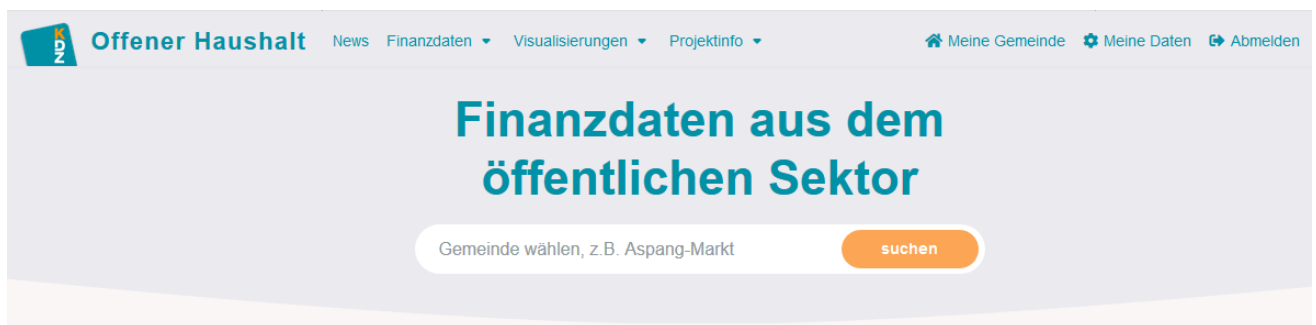 KDZ
Offener Haushalt News Finanzdaten Visualisierungen Projektinfo Meine Gemeinde Meine Daten Abmelden
Finanzdaten aus dem
öffentlichen Sektor
Gemeinde wählen, z.B. Aspang-Markt suchen